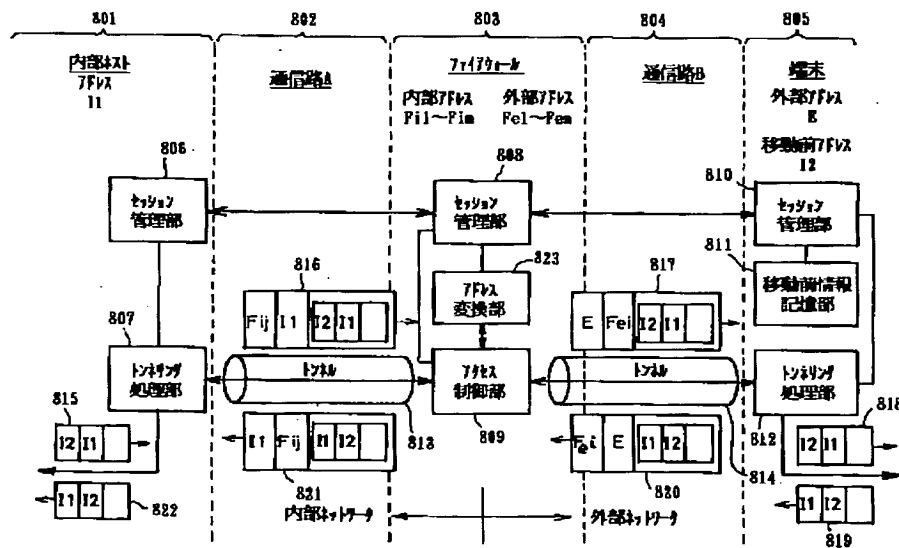 801
802
803
804
805
内部ホスト
アドレス
I1
通信路A
ファイアウォール
内部アドレス
Fi1～Fim
外部アドレス
Fe1～Fem
通信路B
端末
外部アドレス
E
移動前アドレス
I2
806
セッション
管理部
808
セッション
管理部
810
セッション
管理部
811
移動前情報
記憶部
816
Fij I1 I2 I1
823
アドレス
変換部
817
E Fei I2 I1
807
トンネリング
処理部
トンネル
813
アクセス
制御部
809
トンネル
814
トンネリング
処理部
812
815
I2 I1
I1 I2
822
I1 Fij I1 I2
821
Fei E I1 I2
820
818
I2 I1
I1 I2
819
内部ネットワーク
外部ネットワーク